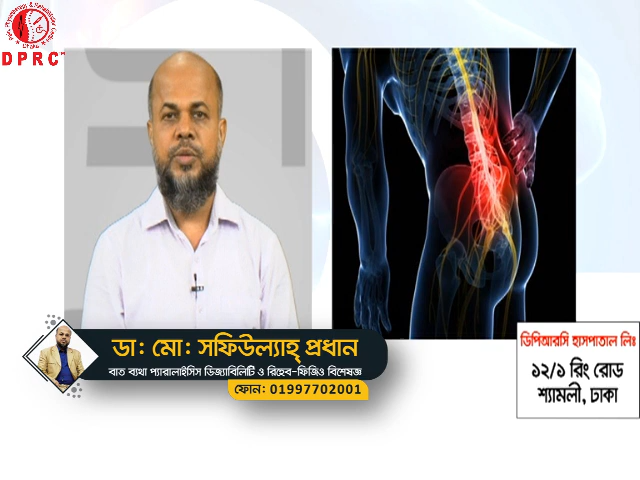 DPRC
ডা: মো: সফিউল্যাহ্ প্রধান
বাত ব্যথা প্যারালাইসিস ডিজ্যাবিলিটি ও রিহেব-ফিজিও বিশেষজ্ঞ
ফোন: 01997702001
ডিপিআরসি হাসপাতাল লিঃ
১২/১ রিং রোড
শ্যামলী, ঢাকা